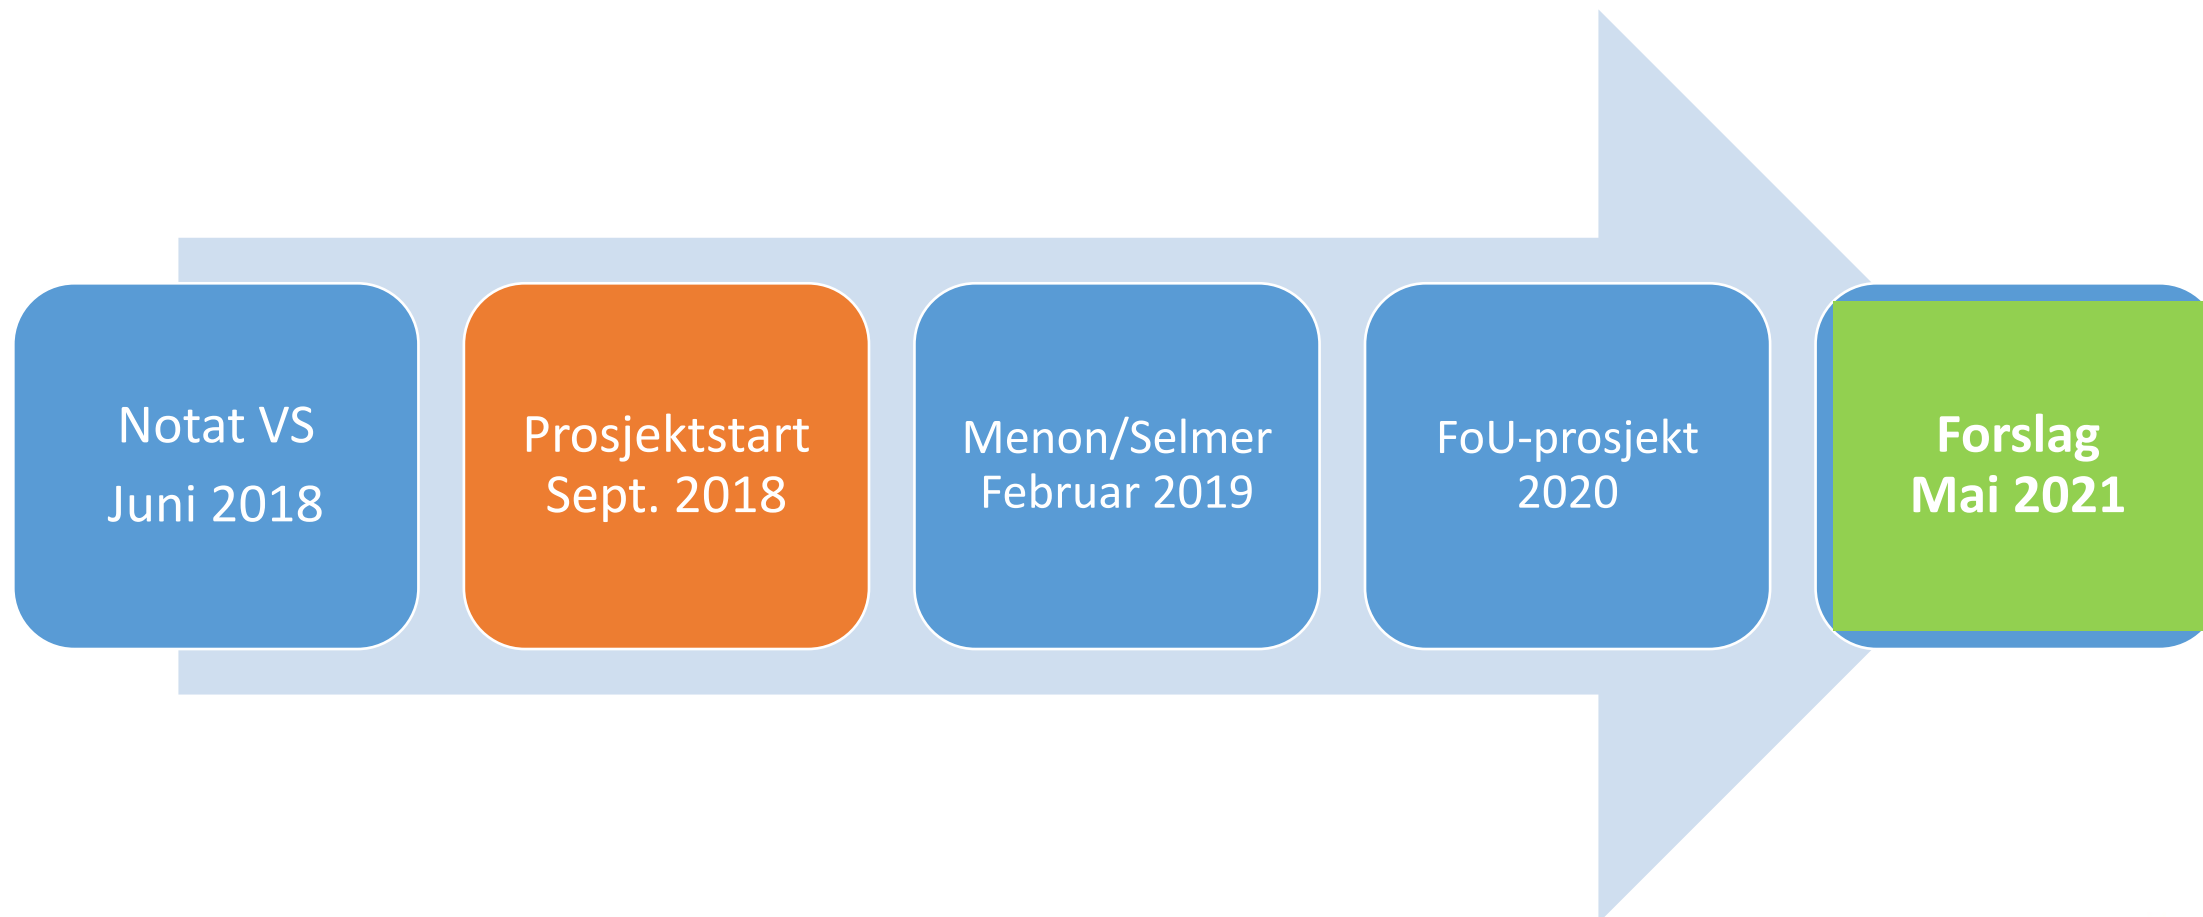 Notat VS
Juni 2018
Prosjektstart
Sept. 2018
Menon/Selmer
Februar 2019
FoU-prosjekt
2020
Forslag
Mai 2021